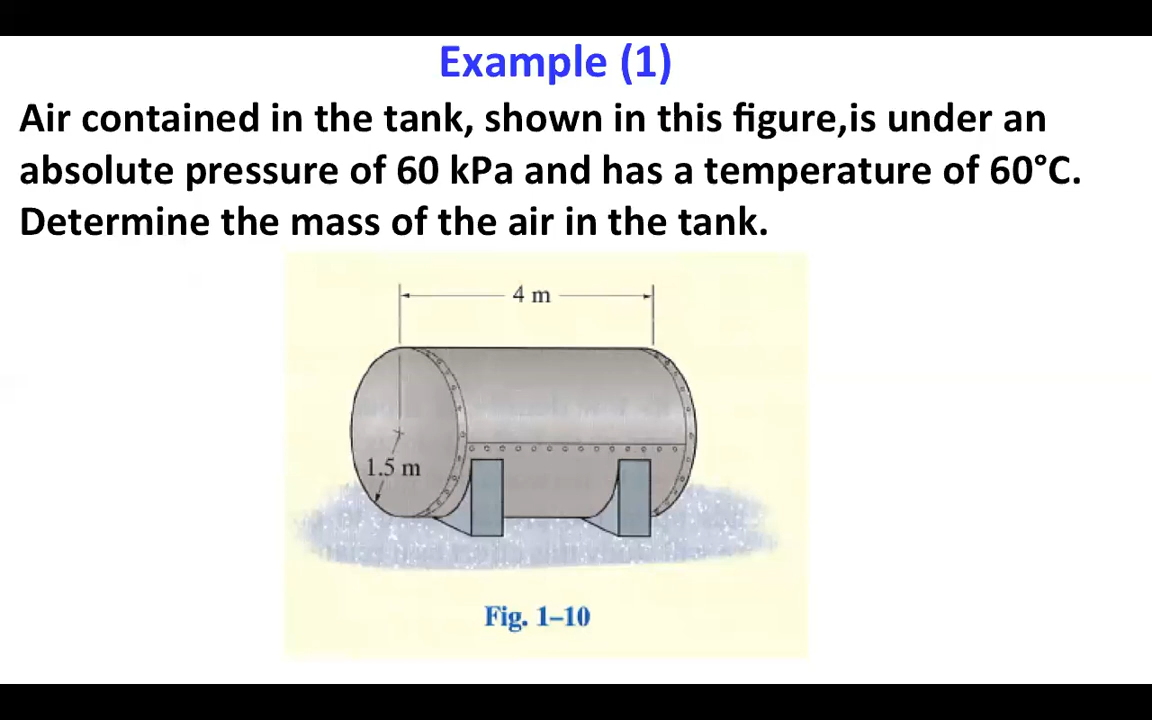 Example (1)
Air contained in the tank, shown in this figure,is under an
absolute pressure of 60 kPa and has a temperature of 60°C.
Determine the mass of the air in the tank.
4 m
1.5 m
Fig. 1–10